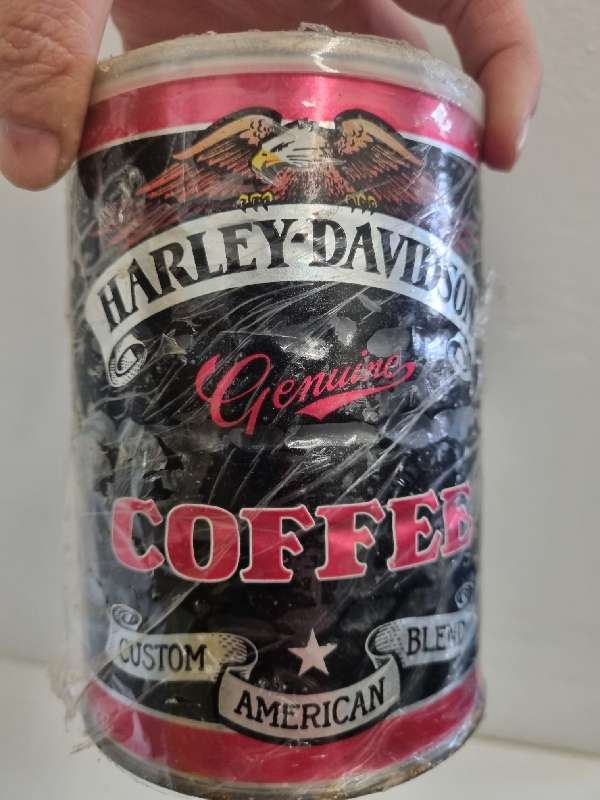 HARLEY-DAVIDSON
Genuine
COFFEE
CUSTOM
AMERICAN
BLEND